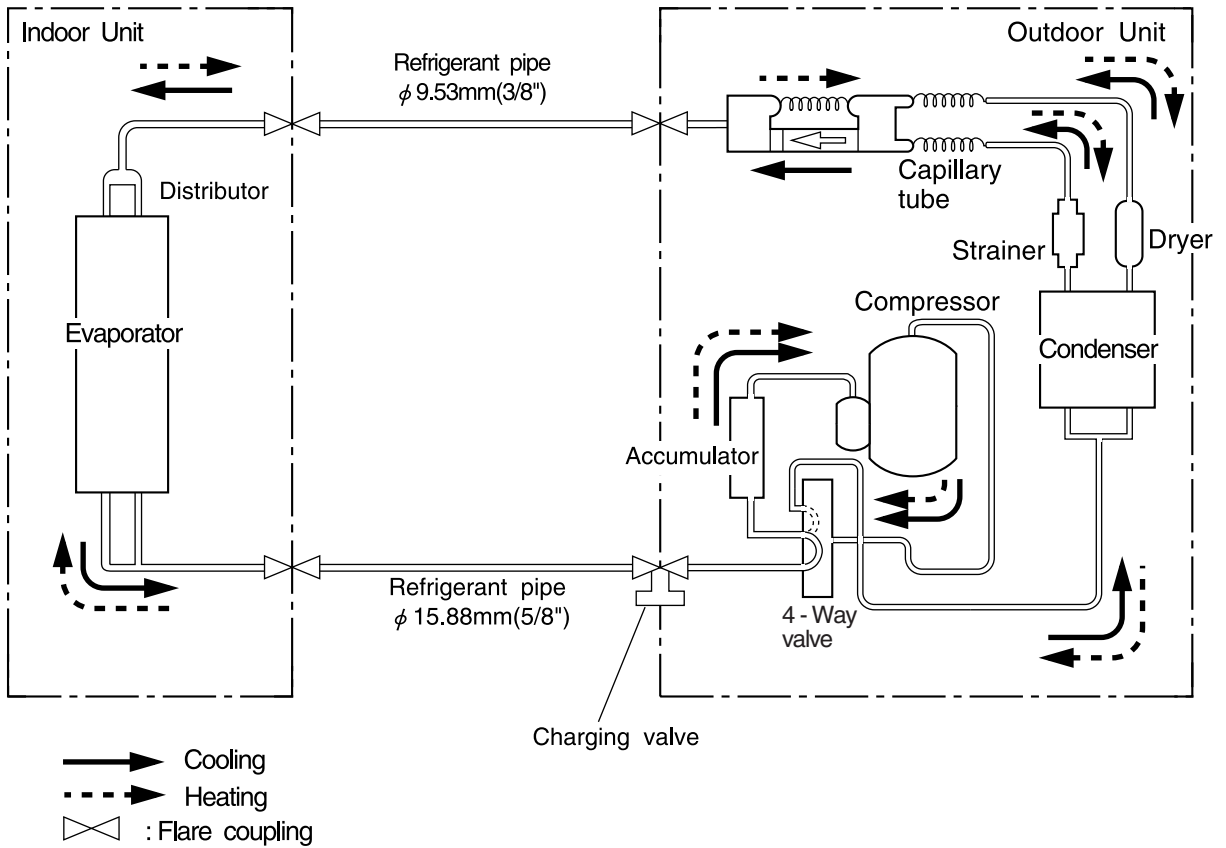 Indoor Unit
Outdoor Unit
Refrigerant pipe
ϕ 9.53mm(3/8")
Distributor
Capillary
tube
Strainer
Dryer
Evaporator
Compressor
Condenser
Accumulator
Refrigerant pipe
ϕ 15.88mm(5/8")
4 - Way
valve
Charging valve
Cooling
Heating
: Flare coupling